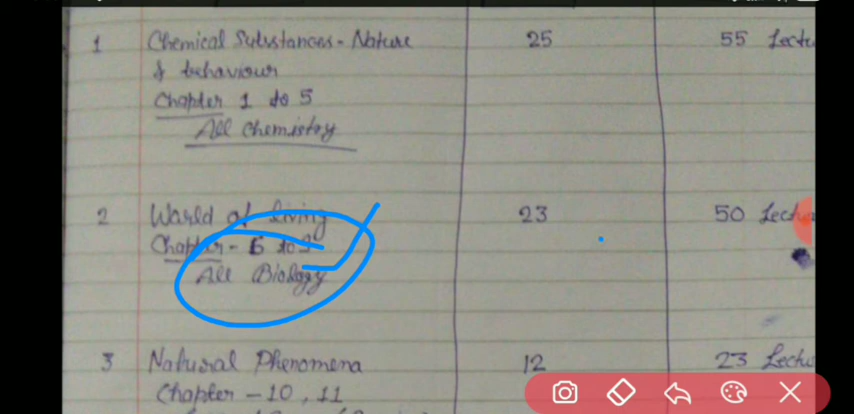 1 Chemical Substances - Nature 25 55 Lectu
& behaviour
Chapter 1 to 5
All Chemistry
2 World of living 23 50 Lectu
Chapter - 6 to 9
All Biology
3 Natural Phenomena 12 23 Lectu
Chapter - 10, 11